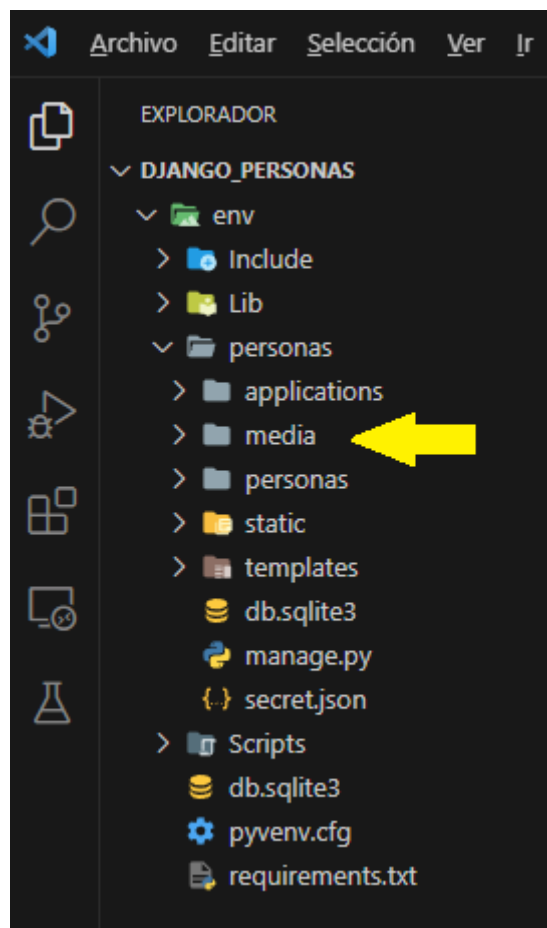 Archivo Editar Selección Ver Ir
EXPLORADOR
DJANGO_PERSONAS
env
Include
Lib
personas
applications
media
personas
static
templates
db.sqlite3
manage.py
{..} secret.json
Scripts
db.sqlite3
pyvenv.cfg
requirements.txt